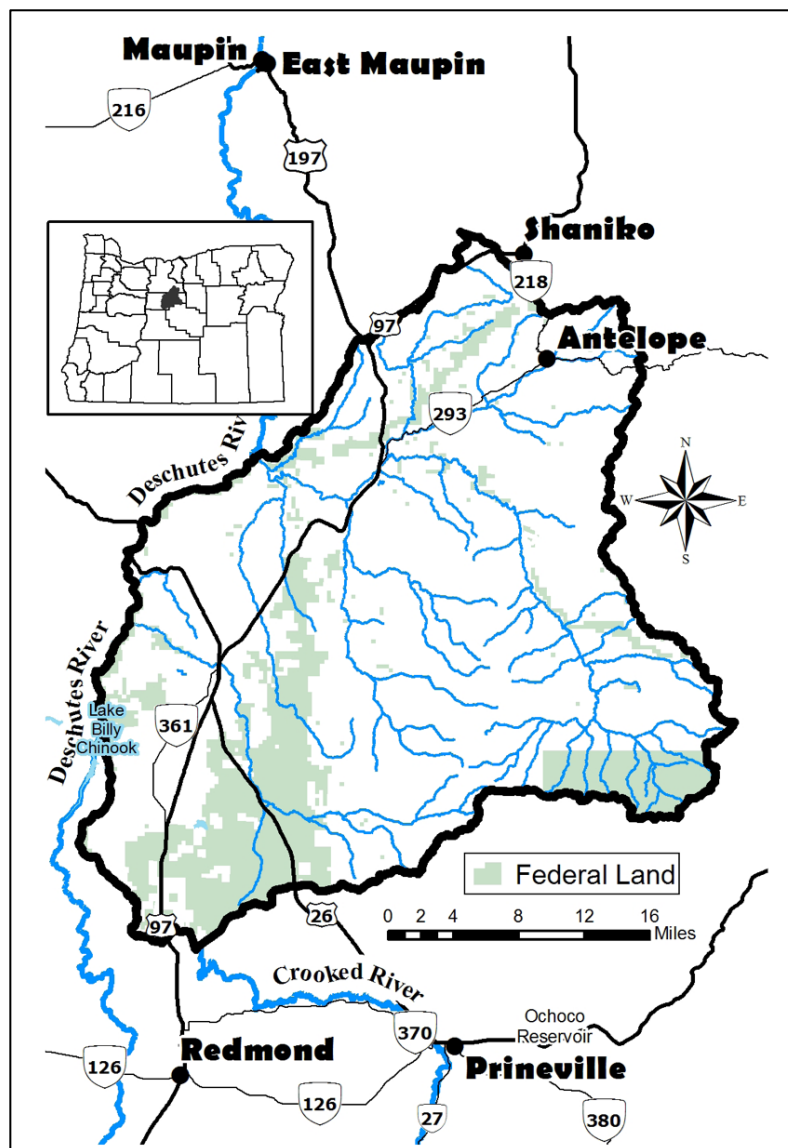 Maupin
East Maupin
216
197
Shaniko
218
97
Antelope
293
Deschutes Riv
N
W E
S
Deschutes River
Lake
Billy
Chinook
361
Federal Land
97
26
0 2 4 8 12 16
Miles
Crooked River
370
Ochoco
Reservoir
Redmond
Prineville
126
126
27
380